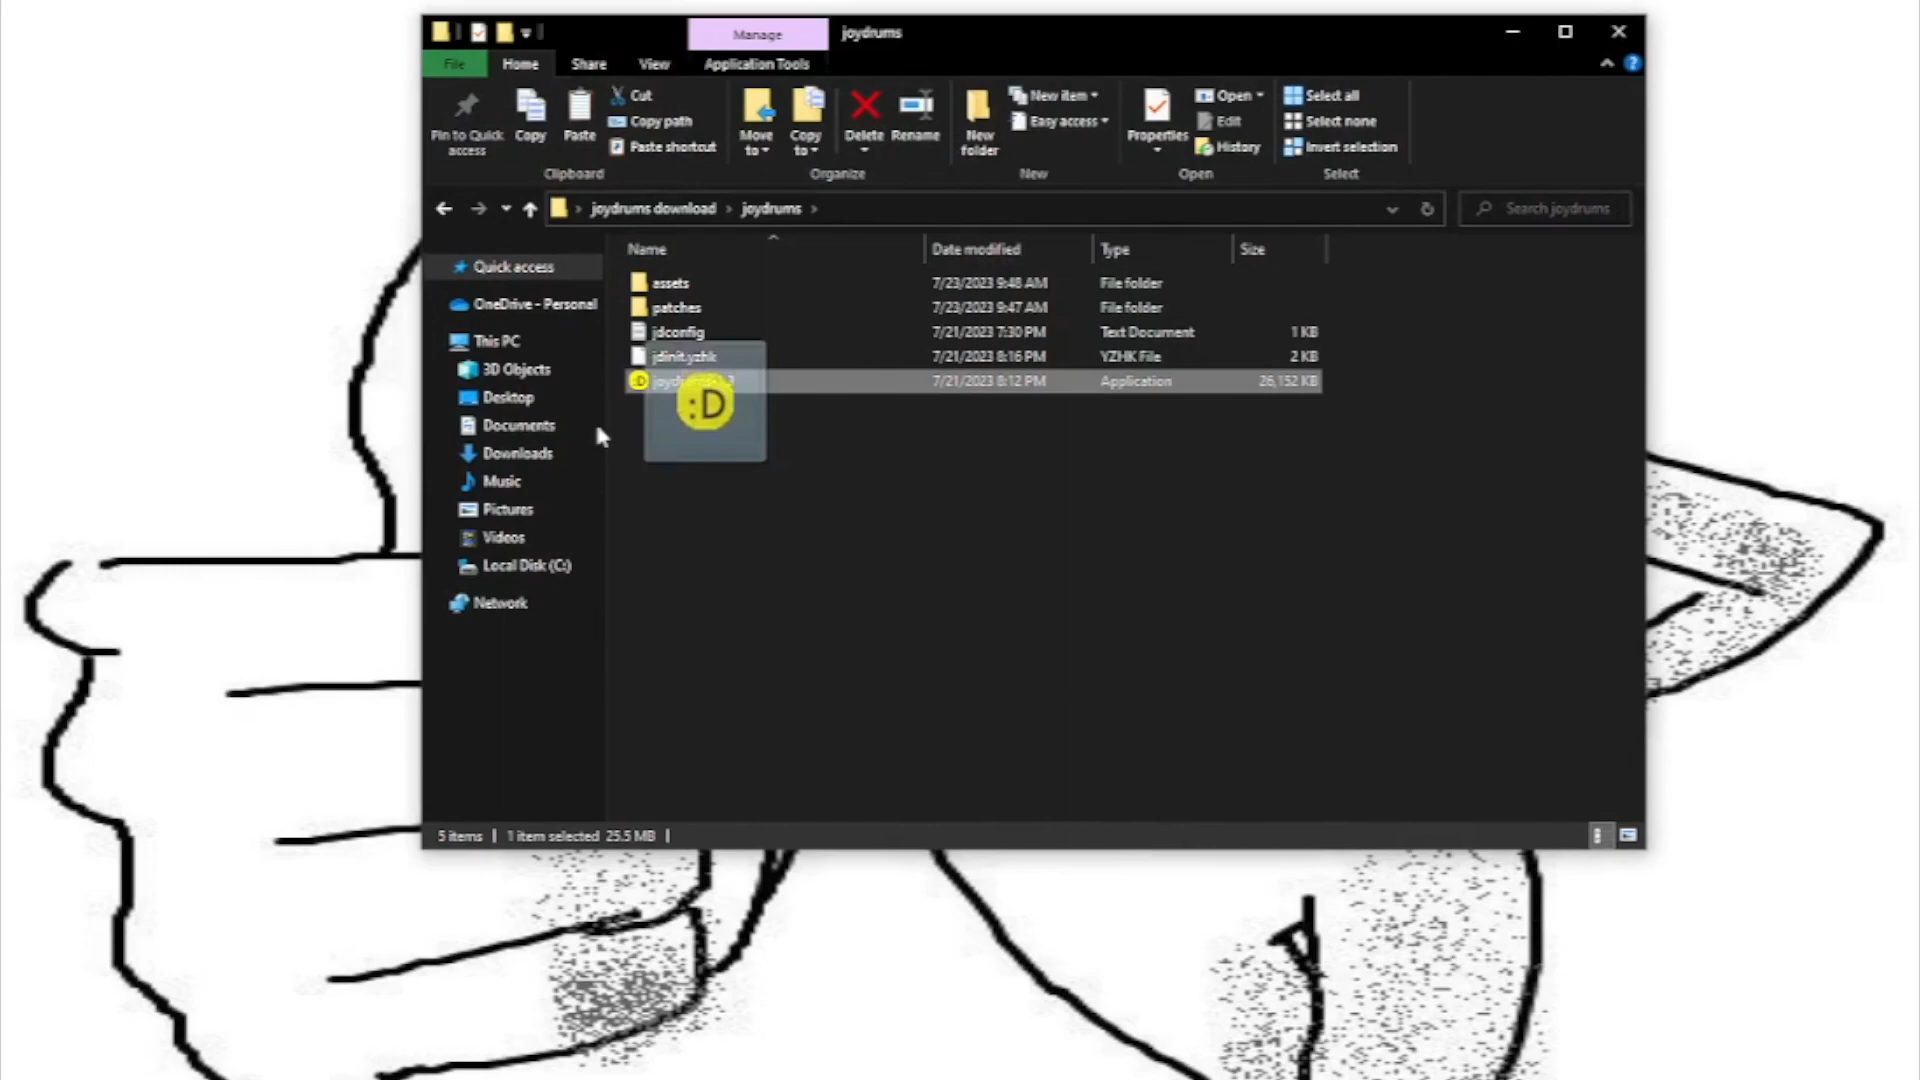 Manage
joydrums
File
Home
Share
View
Application Tools
Pin to Quick access
Copy
Paste
Cut
Copy path
Paste shortcut
Clipboard
Move to
Copy to
Delete
Rename
Organize
New folder
New item
Easy access
New
Properties
Open
Edit
History
Open
Select all
Select none
Invert selection
Select
joydrums download > joydrums >
Search joydrums
Name
Date modified
Type
Size
Quick access
OneDrive - Personal
This PC
3D Objects
Desktop
Documents
Downloads
Music
Pictures
Videos
Local Disk (C:)
Network
assets 7/23/2023 9:48 AM File folder
patches 7/23/2023 9:47 AM File folder
jdconfig 7/21/2023 7:30 PM Text Document 1 KB
jdinit.yzhk 7/21/2023 8:16 PM YZHK File 2 KB
:D 7/21/2023 8:12 PM Application 26,152 KB
:D
5 items | 1 item selected 25.5 MB |